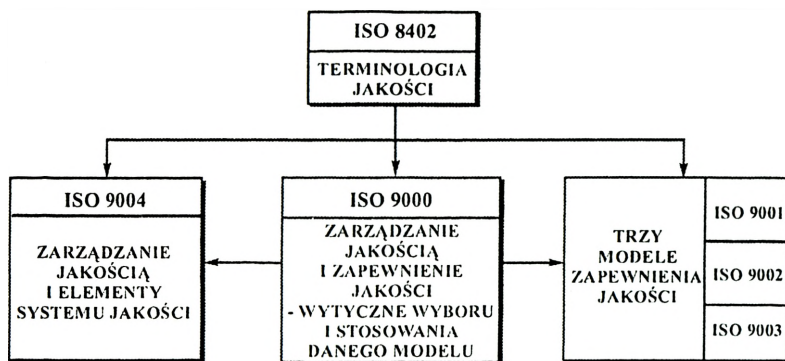 ISO 8402
TERMINOLOGIA
JAKOŚCI
ISO 9004
ZARZĄDZANIE
JAKOŚCIĄ
I ELEMENTY
SYSTEMU JAKOŚCI
ISO 9000
ZARZĄDZANIE
JAKOŚCIĄ
I ZAPEWNIENIE
JAKOŚCI
- WYTYCZNE WYBORU
I STOSOWANIA
DANEGO MODELU
TRZY
MODELE
ZAPEWNIENIA
JAKOŚCI
ISO 9001
ISO 9002
ISO 9003